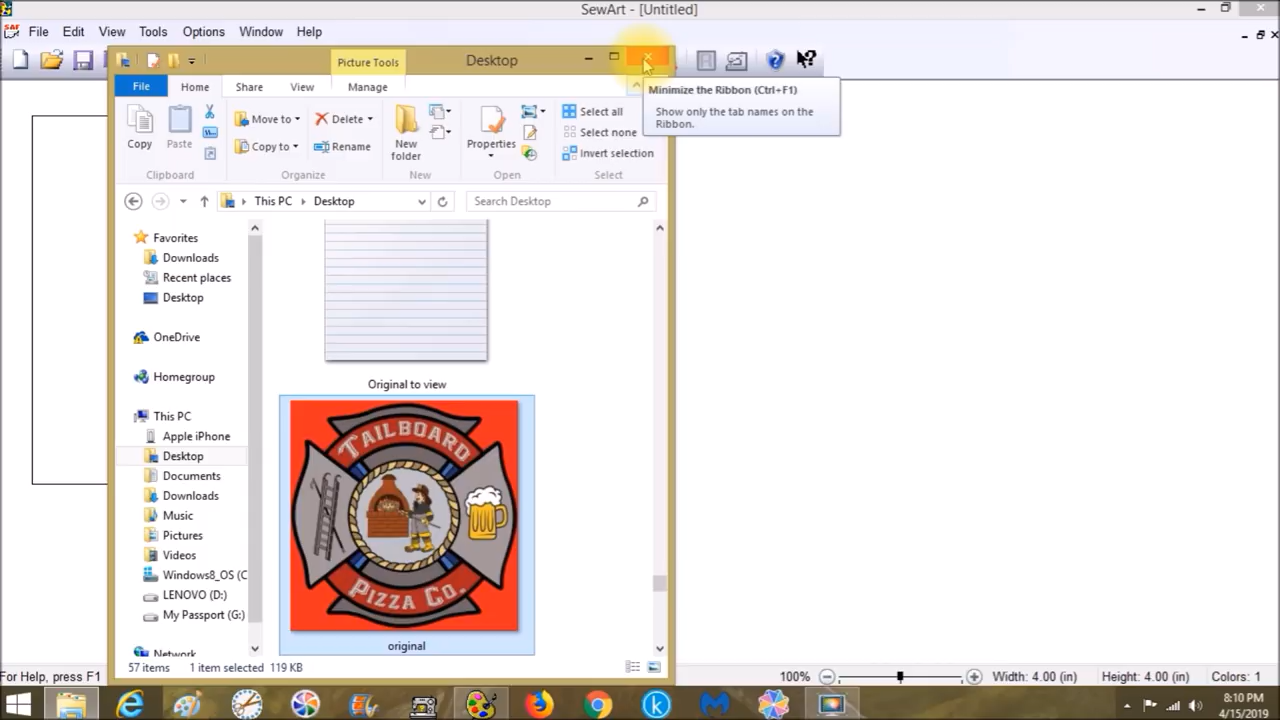 SewArt - [Untitled]
File Edit View Tools Options Window Help
Picture Tools
Desktop
File Home Share View Manage
Minimize the Ribbon (Ctrl+F1)
Show only the tab names on the
Ribbon.
Copy
Paste
Clipboard
Move to
Copy to
Delete
Rename
Organize
New
folder
New
Properties
Open
Select all
Select none
Invert selection
Select
This PC Desktop
Search Desktop
Favorites
Downloads
Recent places
Desktop
OneDrive
Homegroup
This PC
Apple iPhone
Desktop
Documents
Downloads
Music
Pictures
Videos
Windows8_OS (C
LENOVO (D:)
My Passport (G:)
Network
Original to view
TAILBOARD
PIZZA CO.
original
57 items 1 item selected 119 KB
For Help, press F1
100%
Width: 4.00 (in)
Height: 4.00 (in)
Colors: 1
8:10 PM
4/15/2019